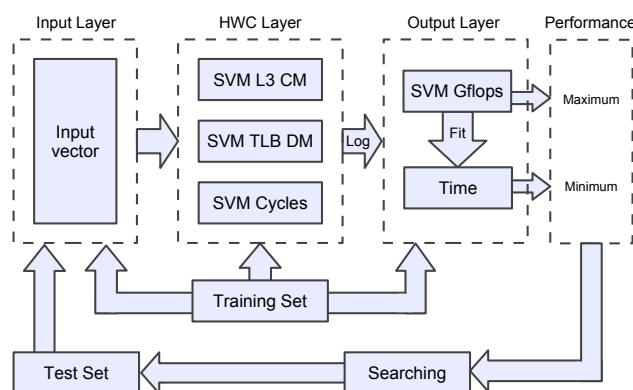 Input Layer
HWC Layer
Output Layer
Performance
Input
vector
SVM L3 CM
SVM TLB DM
SVM Cycles
Log
SVM Gflops
Fit
Time
Maximum
Minimum
Training Set
Test Set
Searching